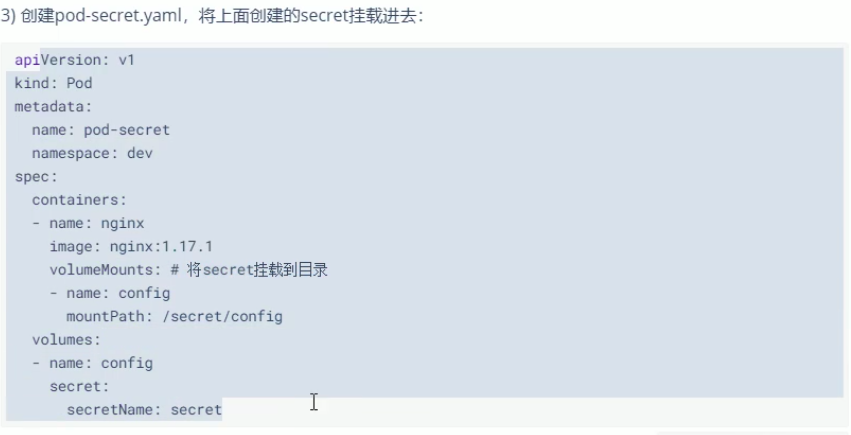 3) 创建pod-secret.yaml，将上面创建的secret挂载进去：
apiVersion: v1
kind: Pod
metadata:
  name: pod-secret
  namespace: dev
spec:
  containers:
  - name: nginx
    image: nginx:1.17.1
    volumeMounts: # 将secret挂载到目录
    - name: config
      mountPath: /secret/config
  volumes:
  - name: config
    secret:
      secretName: secret